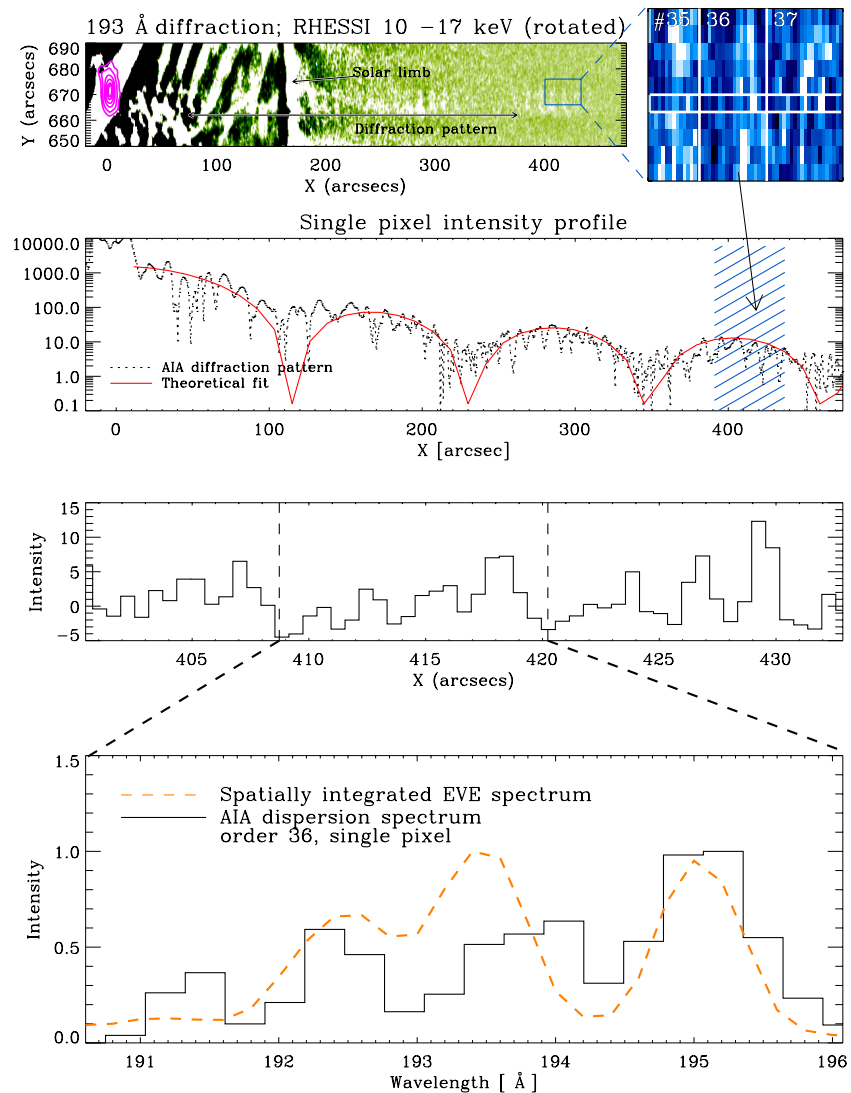 193 Å diffraction; RHESSI 10 −17 keV (rotated)
#35 36 37
690
680
670
660
650
Y (arcsecs)
Solar limb
Diffraction pattern
0 100 200 300 400
X (arcsecs)
Single pixel intensity profile
10000.0
1000.0
100.0
10.0
1.0
0.1
AIA diffraction pattern
Theoretical fit
0 100 200 300 400
X [arcsec]
15
10
5
0
−5
Intensity
405 410 415 420 425 430
X (arcsecs)
1.5
1.0
0.5
0.0
Intensity
Spatially integrated EVE spectrum
AIA dispersion spectrum
order 36, single pixel
191 192 193 194 195 196
Wavelength [ Å ]